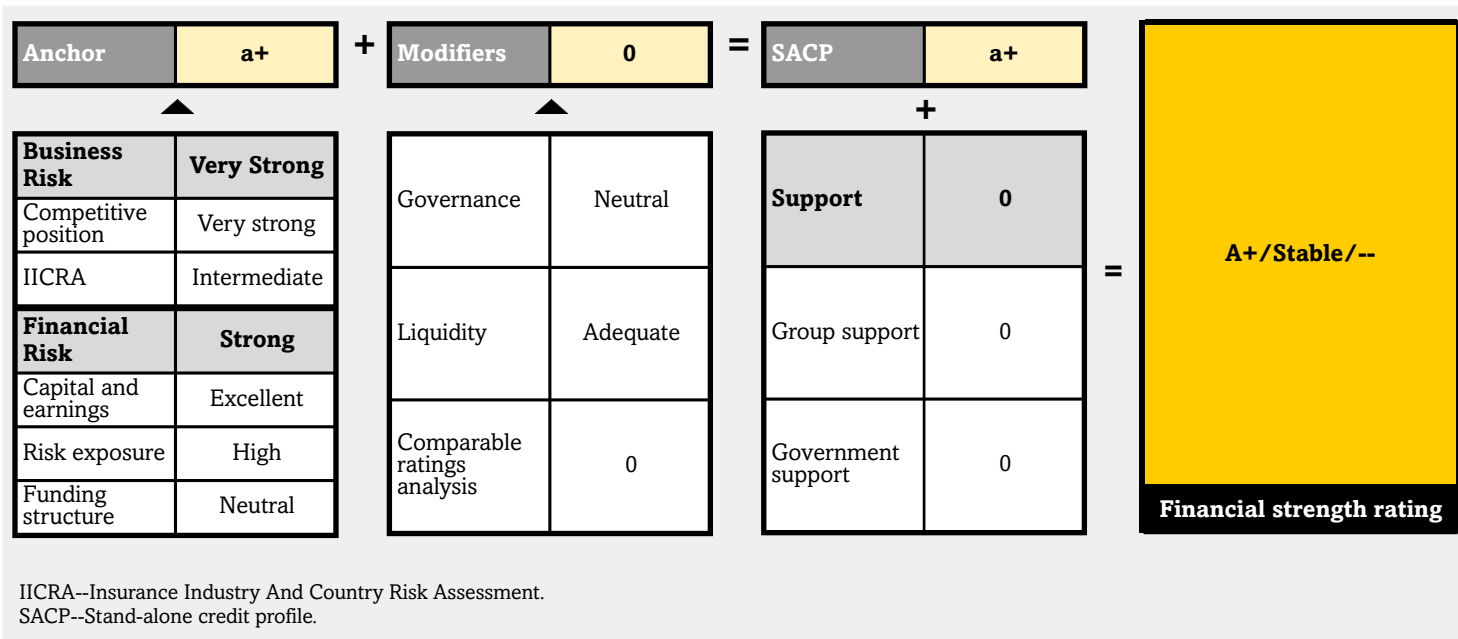 Anchor a+ + Modifiers 0 = SACP a+
+
Business
Risk
Very Strong
Competitive
position
Very strong
IICRA Intermediate
Financial
Risk
Strong
Capital and
earnings
Excellent
Risk exposure High
Funding
structure
Neutral
Governance Neutral
Liquidity Adequate
Comparable
ratings
analysis
0
Support 0
Group support 0
Government
support
0
=
A+/Stable/--
Financial strength rating
IICRA--Insurance Industry And Country Risk Assessment.
SACP--Stand-alone credit profile.